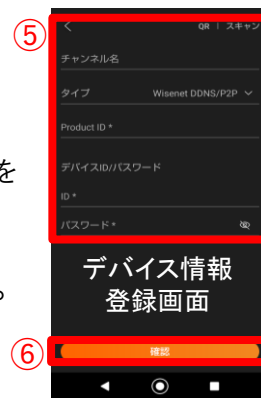 ⑤
QR | スキャン
チャンネル名
タイプ Wisenet DDNS/P2P
Product ID *
を
デバイスID/パスワード
ID *
パスワード *
デバイス情報
登録画面
。
⑥
確認